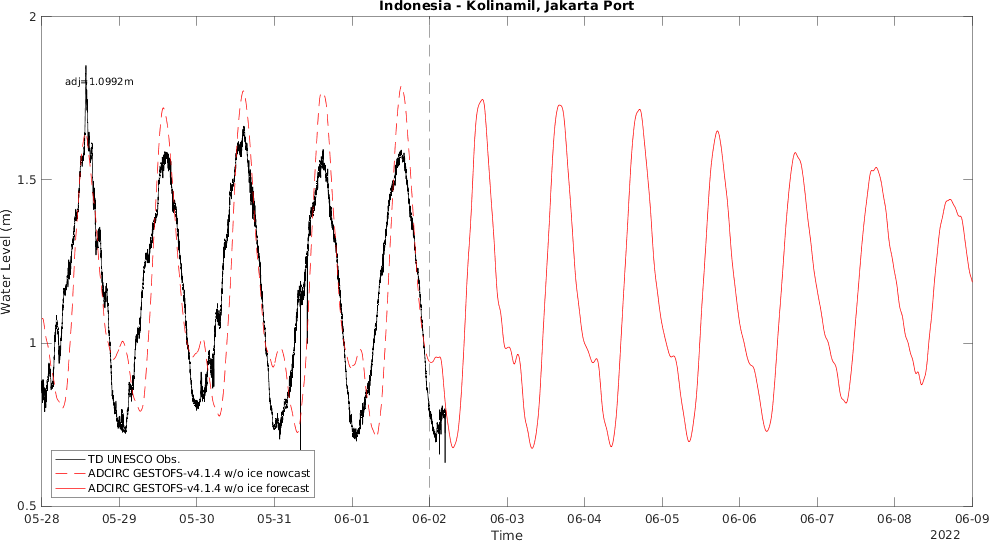 Indonesia - Kolinamil, Jakarta Port
2
adj=1.0992m
1.5
Water Level (m)
1
TD UNESCO Obs.
ADCIRC GESTOFS-v4.1.4 w/o ice nowcast
ADCIRC GESTOFS-v4.1.4 w/o ice forecast
0.5
05-28 05-29 05-30 05-31 06-01 06-02 06-03 06-04 06-05 06-06 06-07 06-08 06-09
Time 2022